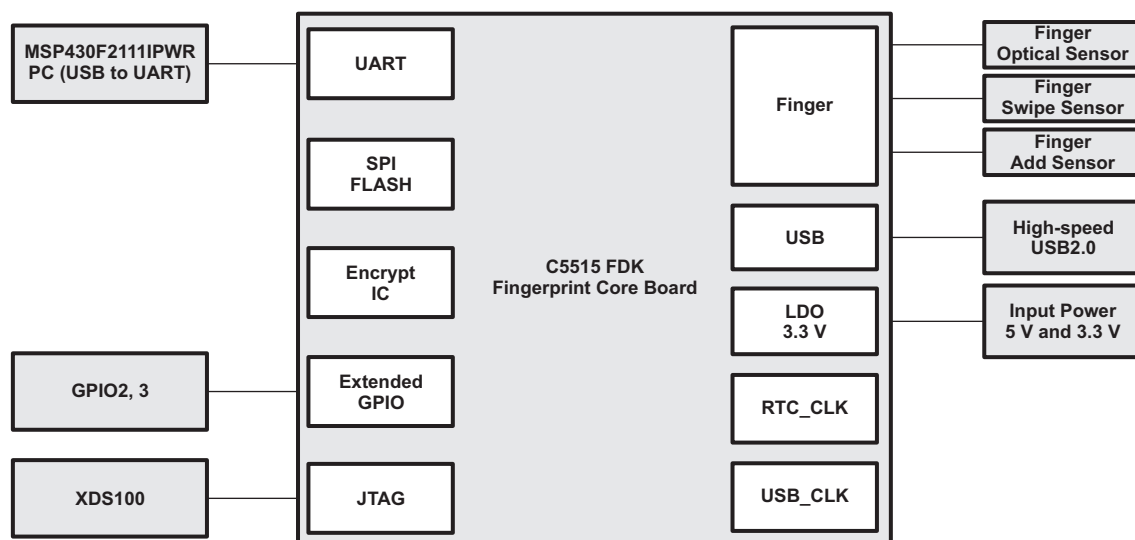 MSP430F2111IPWR
PC (USB to UART)
GPIO2, 3
XDS100
UART
SPI
FLASH
Encrypt
IC
Extended
GPIO
JTAG
C5515 FDK
Fingerprint Core Board
Finger
USB
LDO
3.3 V
RTC_CLK
USB_CLK
Finger
Optical Sensor
Finger
Swipe Sensor
Finger
Add Sensor
High-speed
USB2.0
Input Power
5 V and 3.3 V